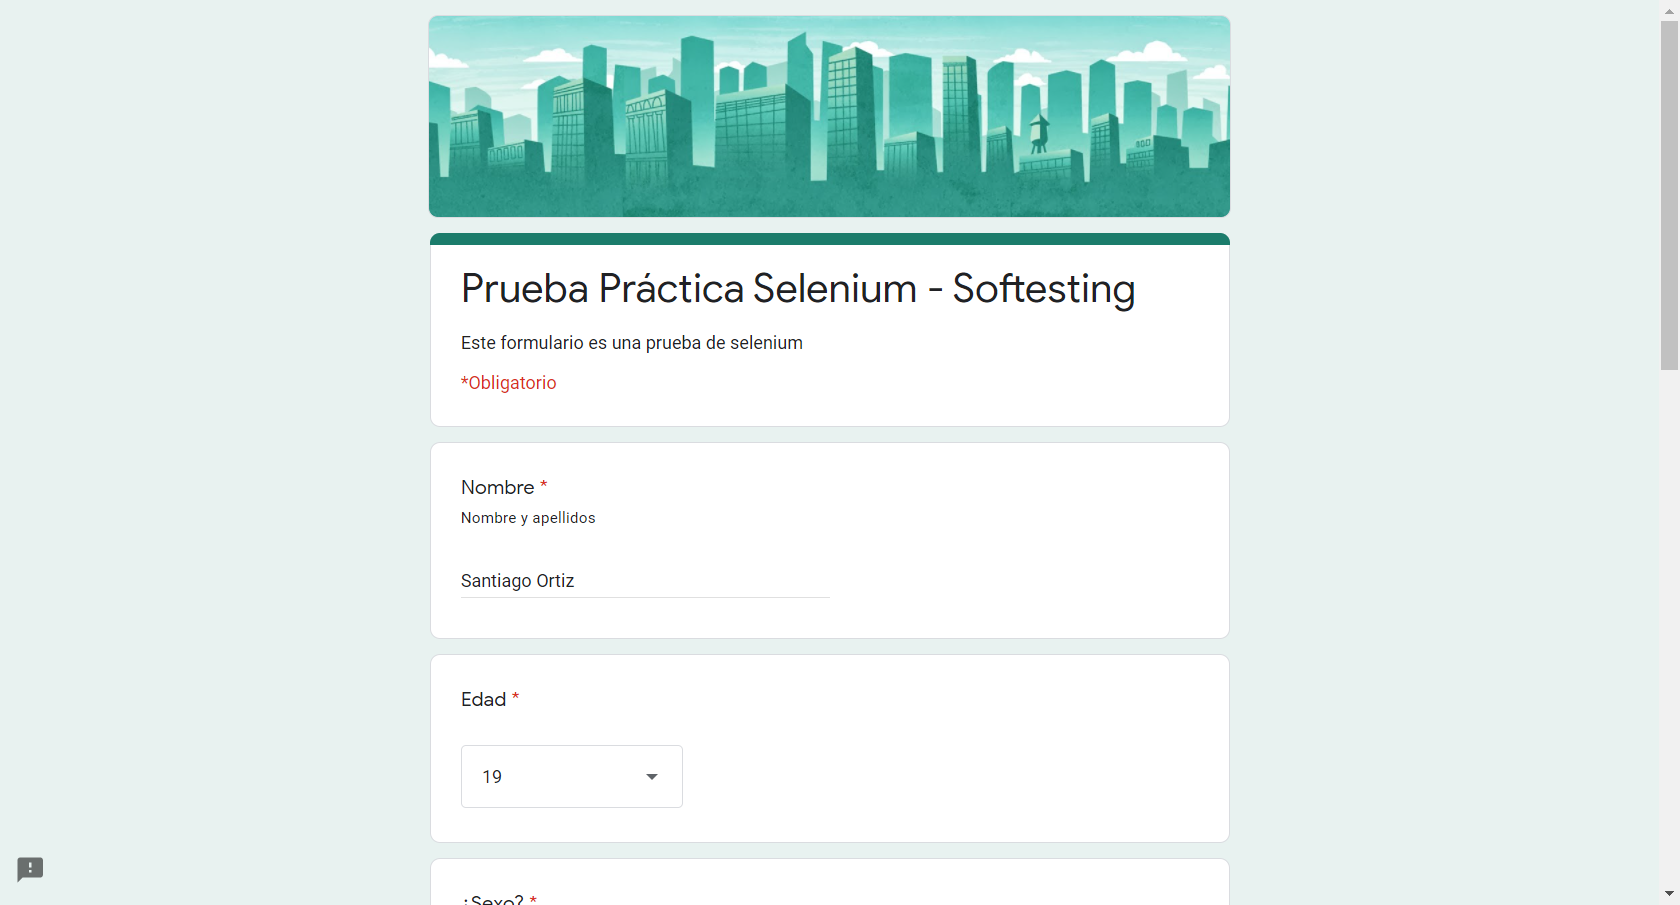 Prueba Práctica Selenium - Softesting
Este formulario es una prueba de selenium
*Obligatorio
Nombre *
Nombre y apellidos
Santiago Ortiz
Edad *
19
¿Sexo? *